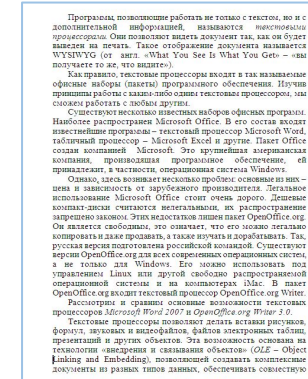 Программы, позволяющие работать не только с текстом, но и с
дополнительной информацией, называются текстовыми
процессорами. Они позволяют видеть документ так, как он будет
выведен на печать. Такое отображение документа называется
WYSIWYG (от англ. «What You See Is What You Get» – «вы
получаете то же, что видите»).
Как правило, текстовые процессоры входят в так называемые
офисные наборы (пакеты) программного обеспечения. Изучив
принципы работы с каким-либо одним текстовым процессором, мы
сможем работать с любым другим.
Существуют несколько известных наборов офисных программ.
Наиболее распространен Microsoft Office. В его состав входят
известнейшие программы – текстовый процессор Microsoft Word,
табличный процессор – Microsoft Excel и другие. Пакет Office
создан компанией Microsoft. Это крупнейшая американская
компания, производящая программное обеспечение, ей
принадлежит, в частности, операционная система Windows.
Однако, здесь возникает несколько проблем: основные из них –
цена и зависимость от зарубежного производителя. Легальное
использование Microsoft Office стоит очень дорого. Дешевые
компакт-диски считаются нелегальными, их распространение
запрещено законом. Этих недостатков лишен пакет OpenOffice.org.
Он является свободным, это означает, что его можно легально
копировать и даже продавать, а также изучать и дорабатывать. Так,
русская версия подготовлена российской командой. Существуют
версии OpenOffice.org для всех современных операционных систем,
а не только для Windows. Его можно использовать под
управлением Linux или другой свободно распространяемой
операционной системы и на компьютерах iMac. В пакет
OpenOffice.org входит текстовый процессор OpenOffice.org Writer.
Рассмотрим и сравним основные возможности текстовых
процессоров Microsoft Word 2007 и OpenOffice.org Writer 3.0.
Текстовые процессоры позволяют делать вставки рисунков,
формул, звуковых и видеофайлов, файлов электронных таблиц,
презентаций и других объектов. Эта возможность основана на
технологии «внедрения и связывания объектов» (OLE – Object
Linking and Embedding), позволяющей создавать комплексные
документы из разных типов данных, обеспечивать совместную